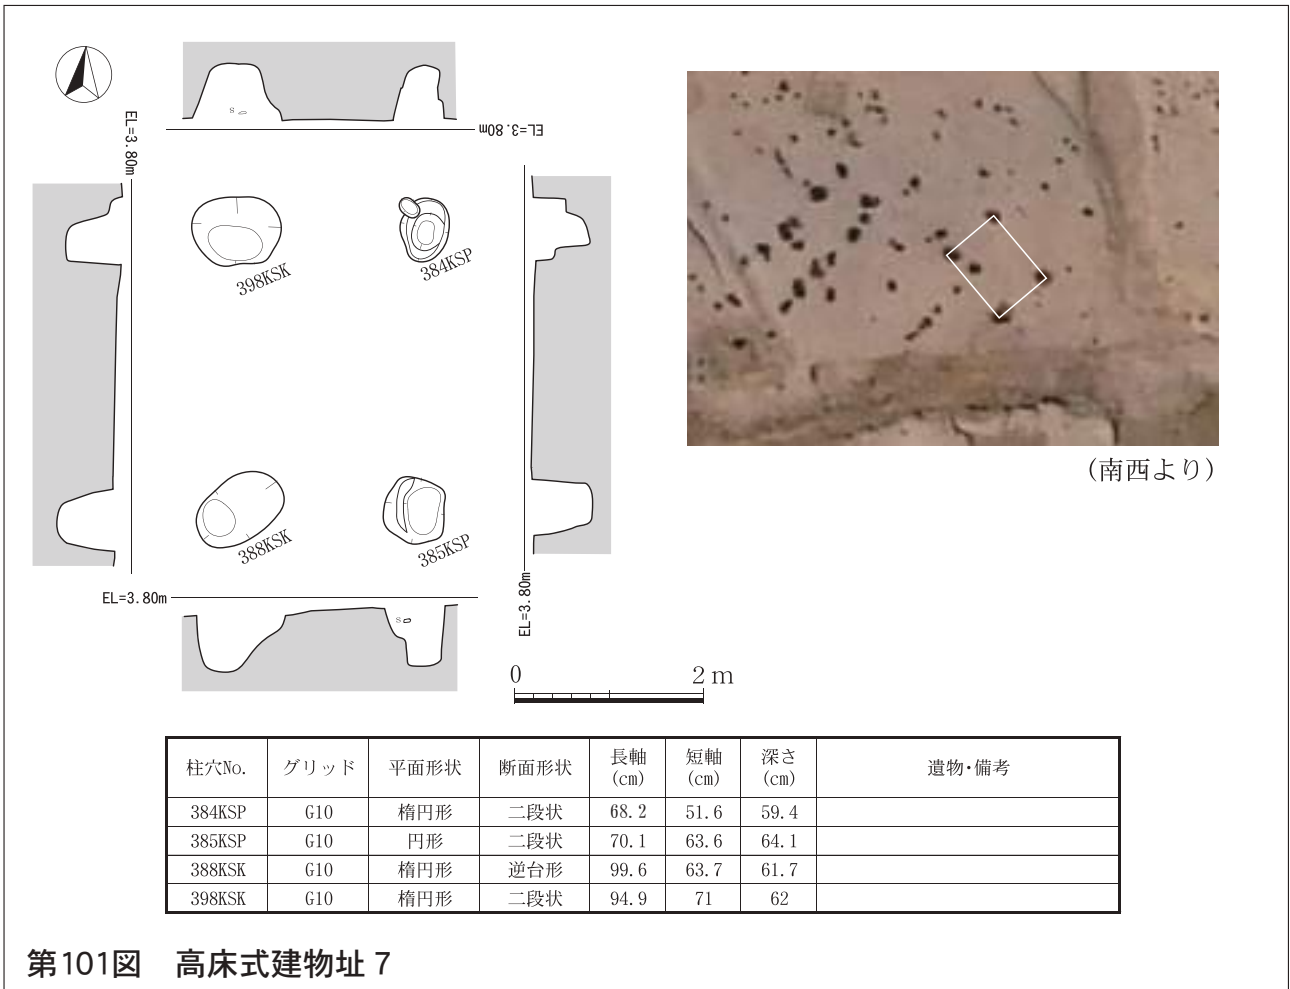 EL=3.80m
S
EL=3.80m
398KSK
384KSP
388KSK
385KSP
EL=3.80m
S
EL=3.80m
0 2m
(南西より)
柱穴No. グリッド 平面形状 断面形状 長軸(cm) 短軸(cm) 深さ(cm) 遺物・備考
384KSP G10 楕円形 二段状 68.2 51.6 59.4
385KSP G10 円形 二段状 70.1 63.6 64.1
388KSK G10 楕円形 逆台形 99.6 63.7 61.7
398KSK G10 楕円形 二段状 94.9 71 62
第101図 高床式建物址7